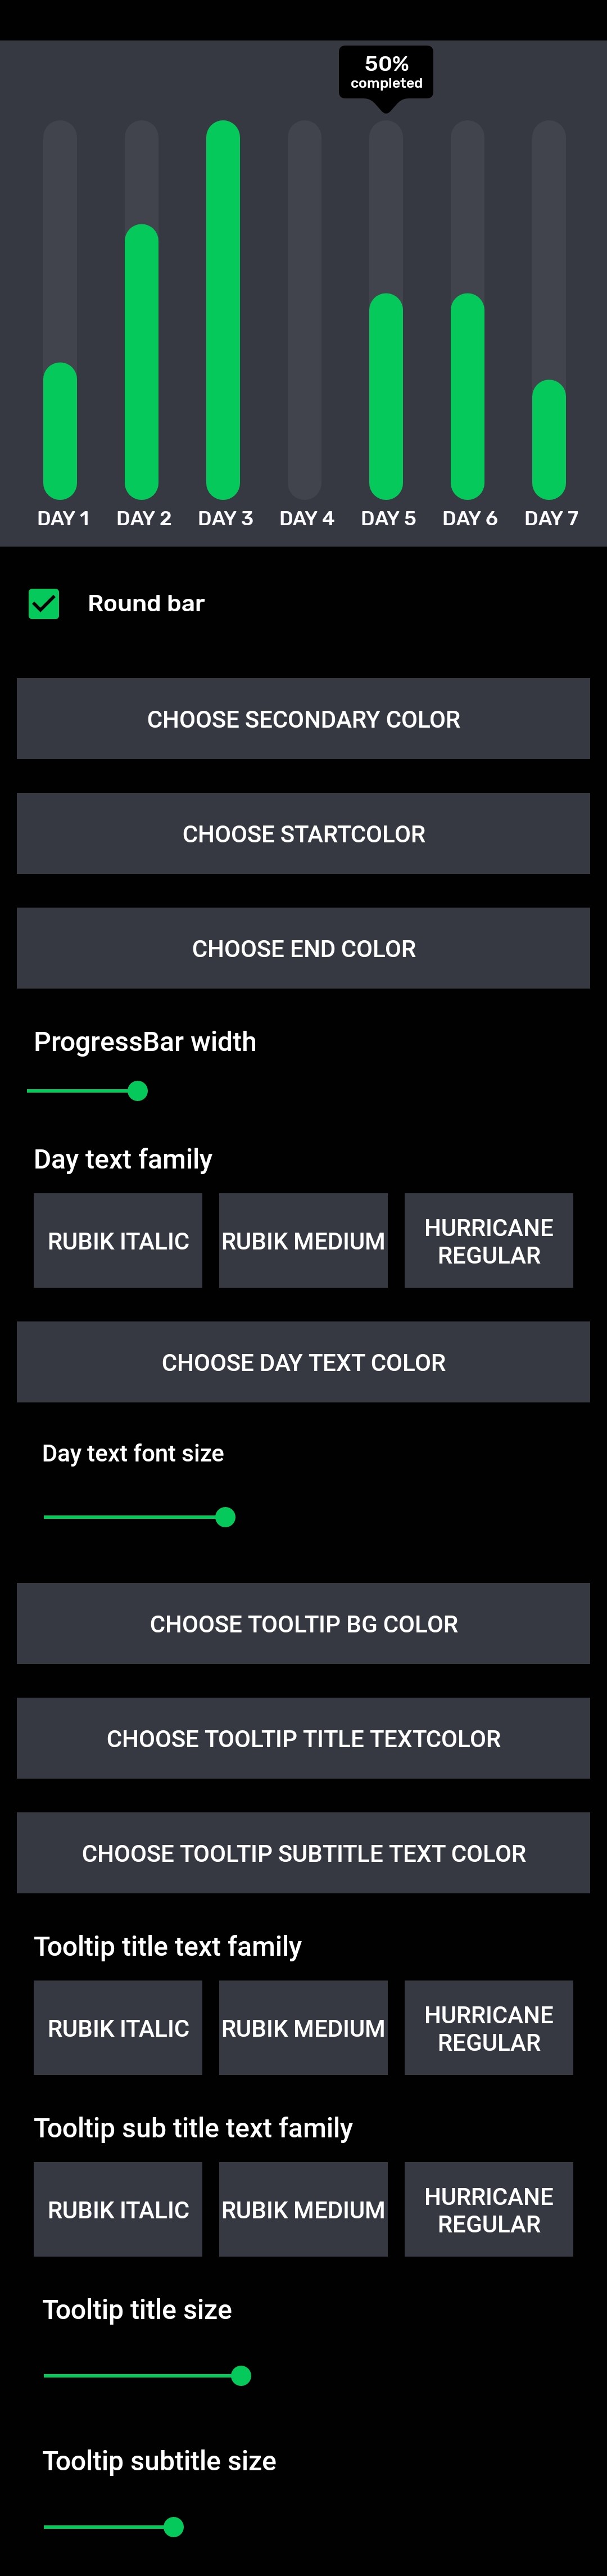 50%
completed
DAY 1 DAY 2 DAY 3 DAY 4 DAY 5 DAY 6 DAY 7
Round bar
CHOOSE SECONDARY COLOR
CHOOSE STARTCOLOR
CHOOSE END COLOR
ProgressBar width
Day text family
RUBIK ITALIC RUBIK MEDIUM HURRICANE
REGULAR
CHOOSE DAY TEXT COLOR
Day text font size
CHOOSE TOOLTIP BG COLOR
CHOOSE TOOLTIP TITLE TEXTCOLOR
CHOOSE TOOLTIP SUBTITLE TEXT COLOR
Tooltip title text family
RUBIK ITALIC RUBIK MEDIUM HURRICANE
REGULAR
Tooltip sub title text family
RUBIK ITALIC RUBIK MEDIUM HURRICANE
REGULAR
Tooltip title size
Tooltip subtitle size